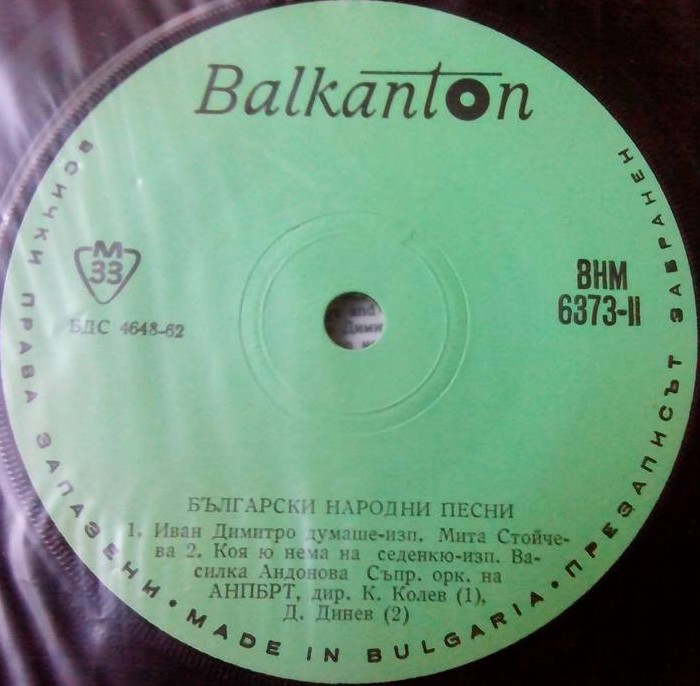 Balkanton
ВСИЧКИ ПРАВА ЗАПАЗЕНИ • MADE IN BULGARIA • ПРЕЗАПИСЪТ ЗАБРАНЕН
М
33
БДС 4648-62
ВНМ
6373-II
БЪЛГАРСКИ НАРОДНИ ПЕСНИ
1. Иван Димитро думаше-изп. Мита Стойче-
ва 2. Коя ю нема на седенкю-изп. Ва-
силка Андонова Съпр. орк. на
АНПБРТ, дир. К. Колев (1),
Д. Динев (2)
and
Дими